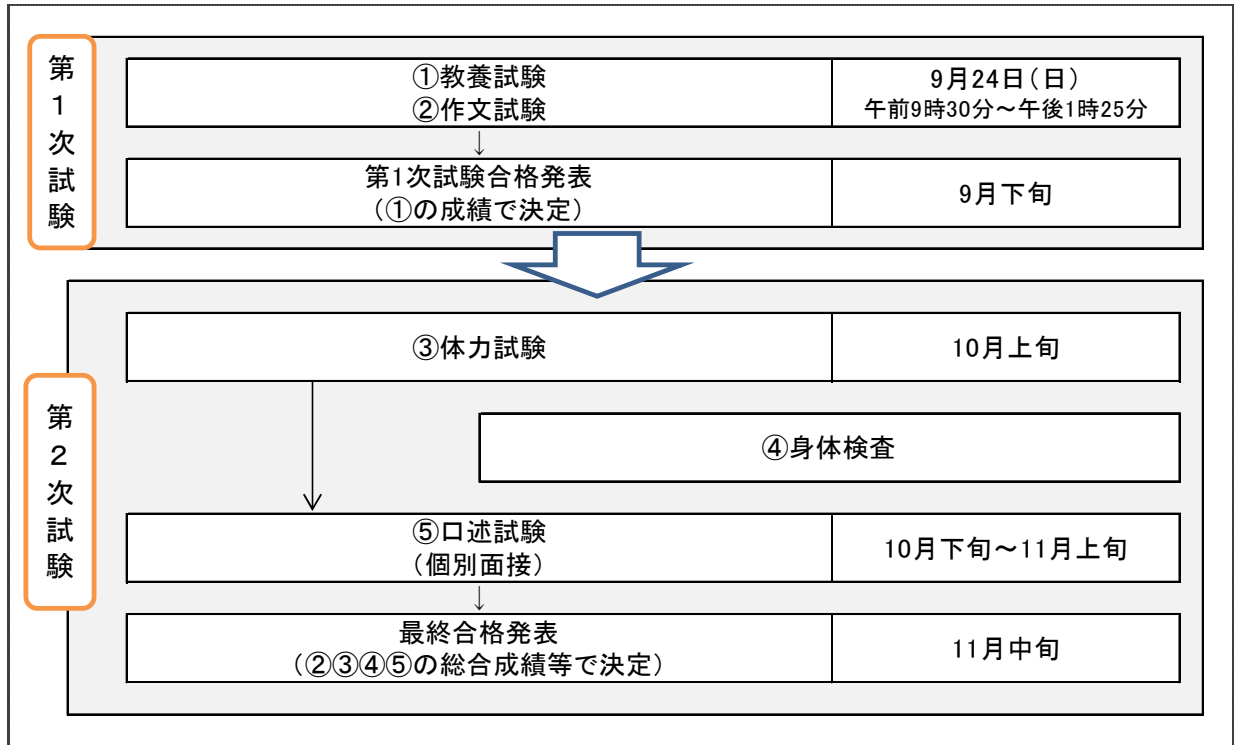 第1次試験
①教養試験
②作文試験
9月24日(日)
午前9時30分～午後1時25分
↓
第1次試験合格発表
(①の成績で決定)
9月下旬
第2次試験
③体力試験
10月上旬
④身体検査
⑤口述試験
(個別面接)
10月下旬～11月上旬
↓
最終合格発表
(②③④⑤の総合成績等で決定)
11月中旬